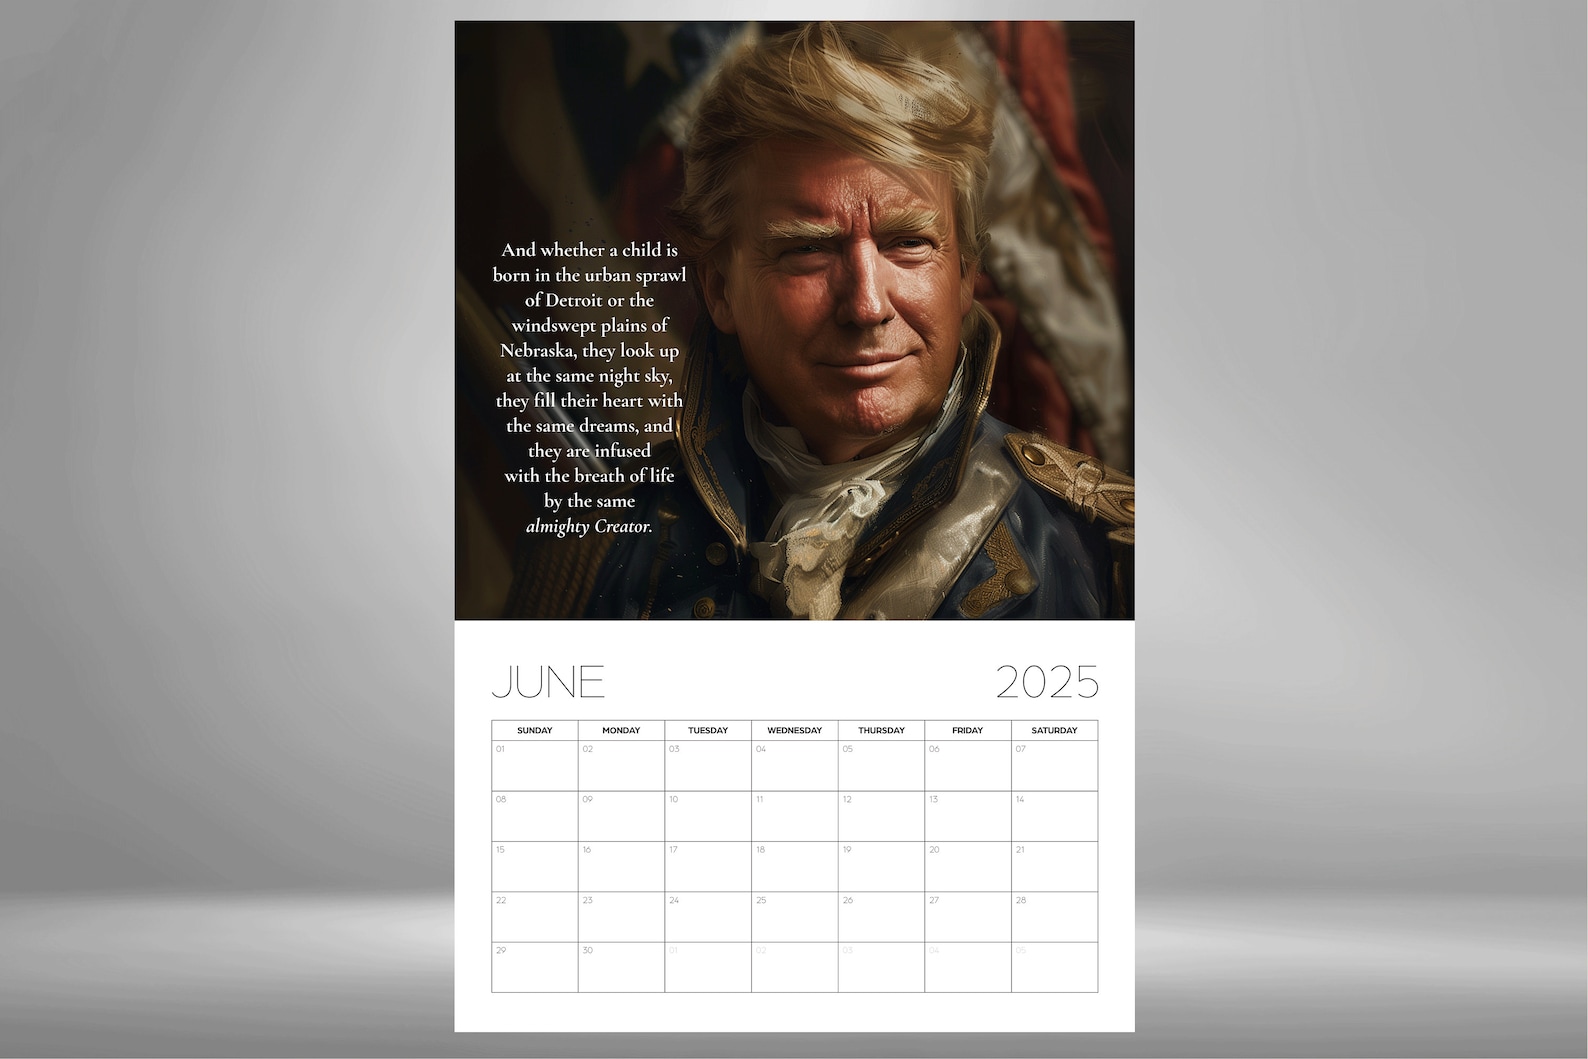 And whether a child is
born in the urban sprawl
of Detroit or the
windswept plains of
Nebraska, they look up
at the same night sky,
they fill their heart with
the same dreams, and
they are infused
with the breath of life
by the same
almighty Creator.
JUNE 2025
SUNDAY MONDAY TUESDAY WEDNESDAY THURSDAY FRIDAY SATURDAY
01 02 03 04 05 06 07
08 09 10 11 12 13 14
15 16 17 18 19 20 21
22 23 24 25 26 27 28
29 30 01 02 03 04 05